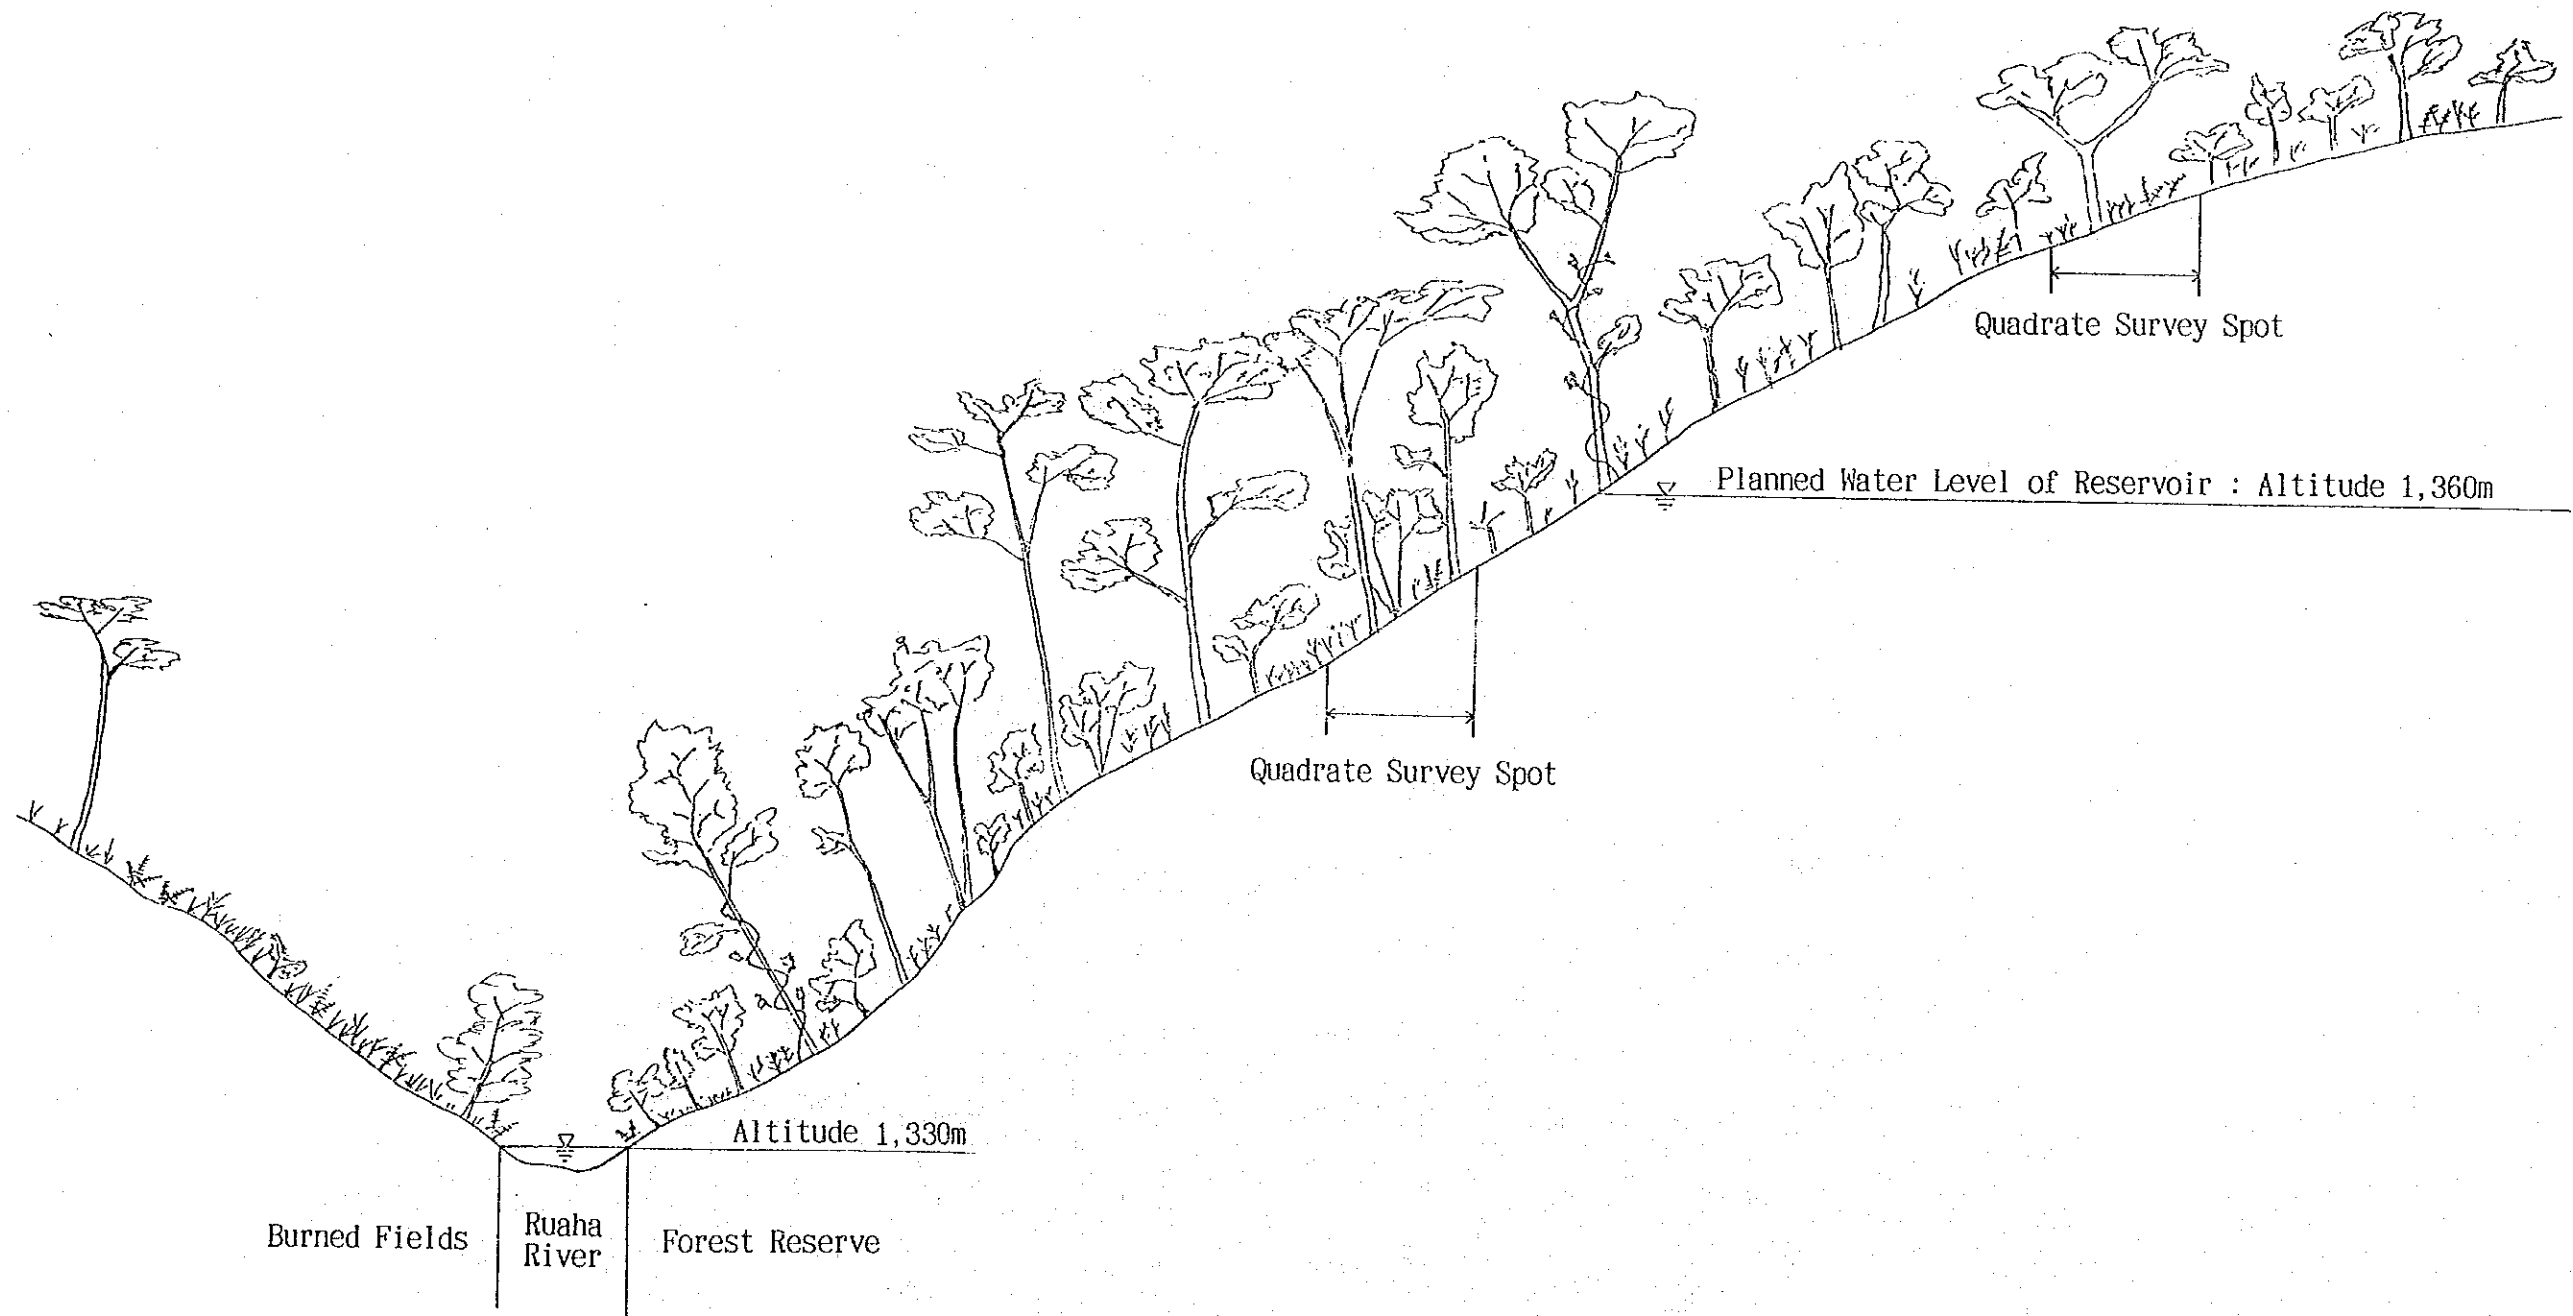 Quadrate Survey Spot
Planned Water Level of Reservoir : Altitude 1,360m
Quadrate Survey Spot
Altitude 1,330m
Burned Fields
Ruaha
River
Forest Reserve